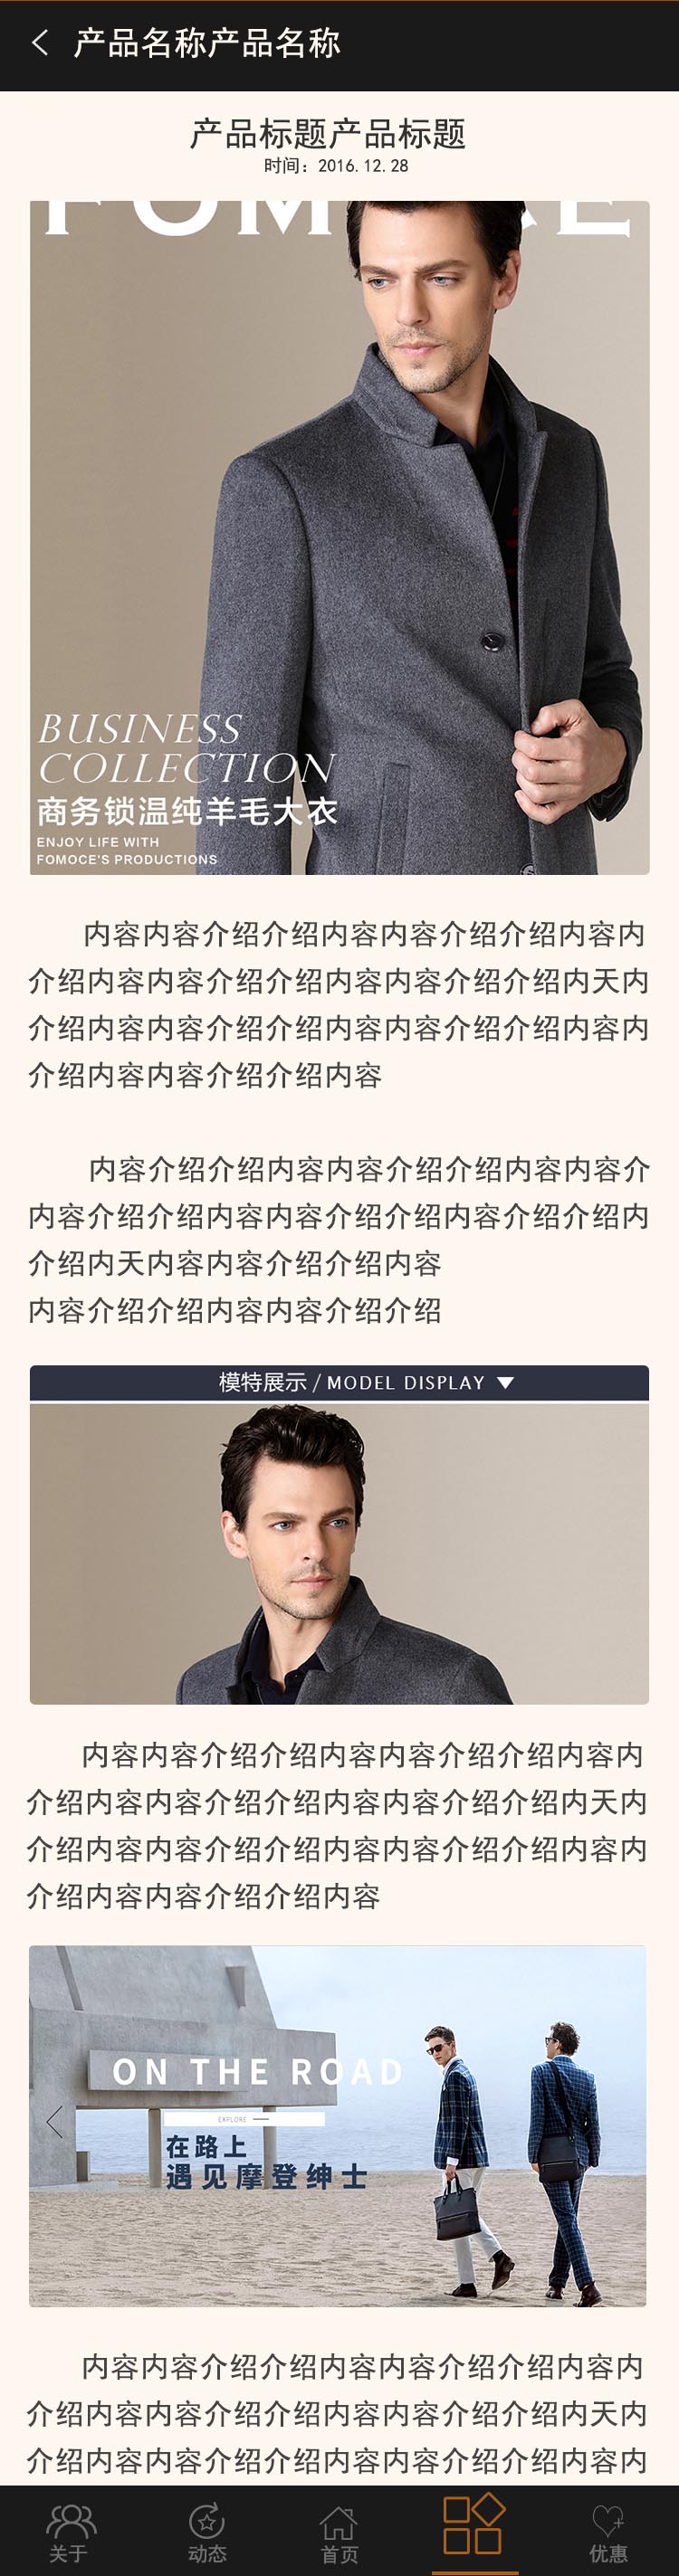 产品名称产品名称
产品标题产品标题
时间：2016.12.28
BUSINESS
COLLECTION
商务锁温纯羊毛大衣
ENJOY LIFE WITH
FOMOCE'S PRODUCTIONS
内容内容介绍介绍内容内容介绍介绍内容内
介绍内容内容介绍介绍内容内容介绍介绍内天内
介绍内容内容介绍介绍内容内容介绍介绍内容内
介绍内容内容介绍介绍内容
内容介绍介绍内容内容介绍介绍内容内容介
内容介绍介绍内容内容介绍介绍内容介绍介绍内
介绍内天内容内容介绍介绍内容
内容介绍介绍内容内容介绍介绍
模特展示 / MODEL DISPLAY
内容内容介绍介绍内容内容介绍介绍内容内
介绍内容内容介绍介绍内容内容介绍介绍内天内
介绍内容内容介绍介绍内容内容介绍介绍内容内
介绍内容内容介绍介绍内容
ON THE ROAD
EXPLORE
在路上
遇见摩登绅士
内容内容介绍介绍内容内容介绍介绍内容内
介绍内容内容介绍介绍内容内容介绍介绍内天内
介绍内容内容介绍介绍内容内容介绍介绍内容内
关于 动态 首页 优惠